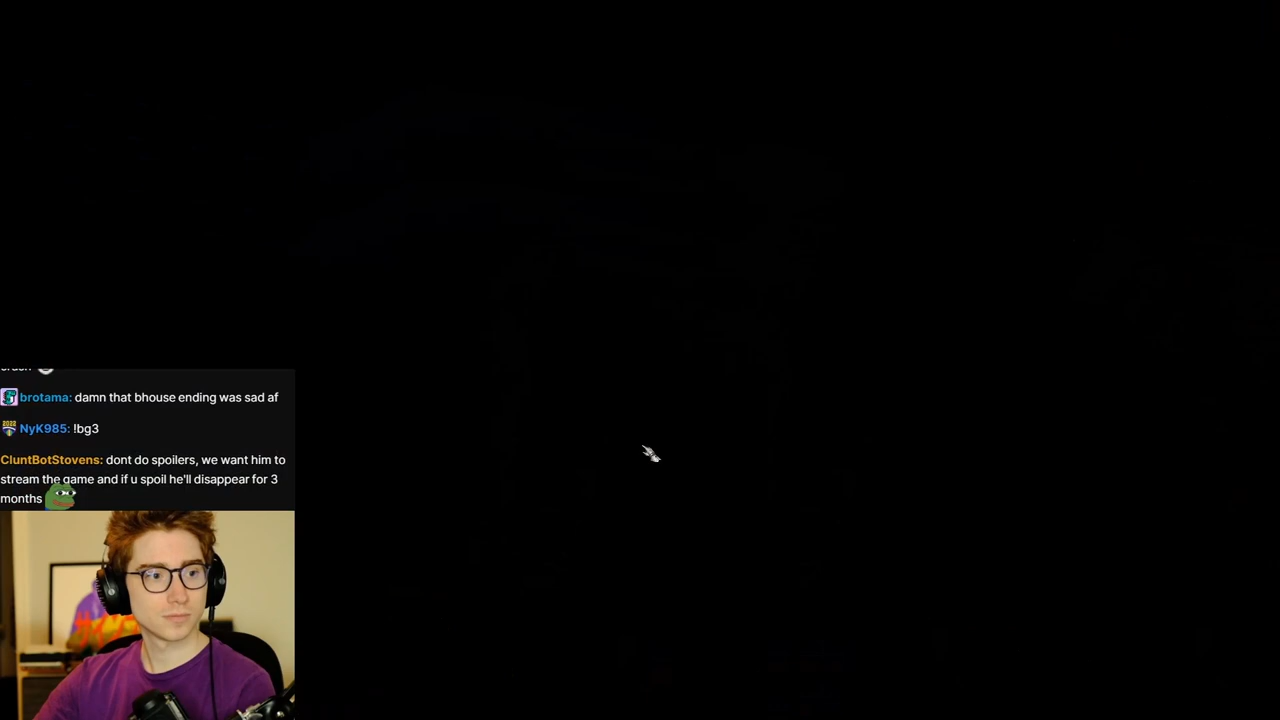 brotama: damn that bhouse ending was sad af
NyK985: !bg3
CluntBotStovens: dont do spoilers, we want him to
stream the game and if u spoil he'll disappear for 3
months